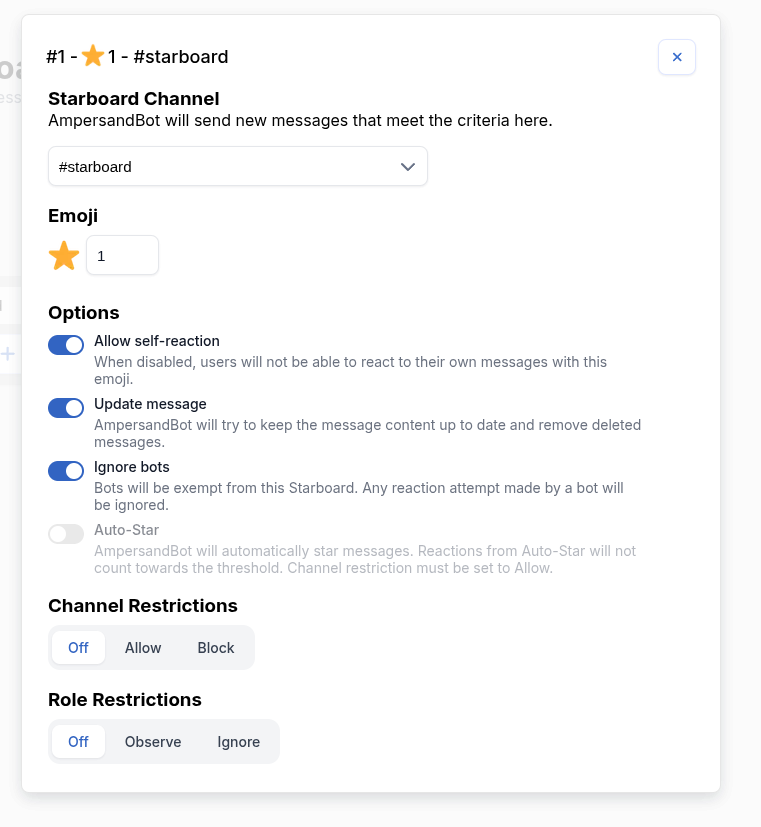 #1 - ⭐ 1 - #starboard
Starboard Channel
AmpersandBot will send new messages that meet the criteria here.
#starboard
Emoji
⭐ 1
Options
Allow self-reaction
When disabled, users will not be able to react to their own messages with this
emoji.
Update message
AmpersandBot will try to keep the message content up to date and remove deleted
messages.
Ignore bots
Bots will be exempt from this Starboard. Any reaction attempt made by a bot will
be ignored.
Auto-Star
AmpersandBot will automatically star messages. Reactions from Auto-Star will not
count towards the threshold. Channel restriction must be set to Allow.
Channel Restrictions
Off Allow Block
Role Restrictions
Off Observe Ignore